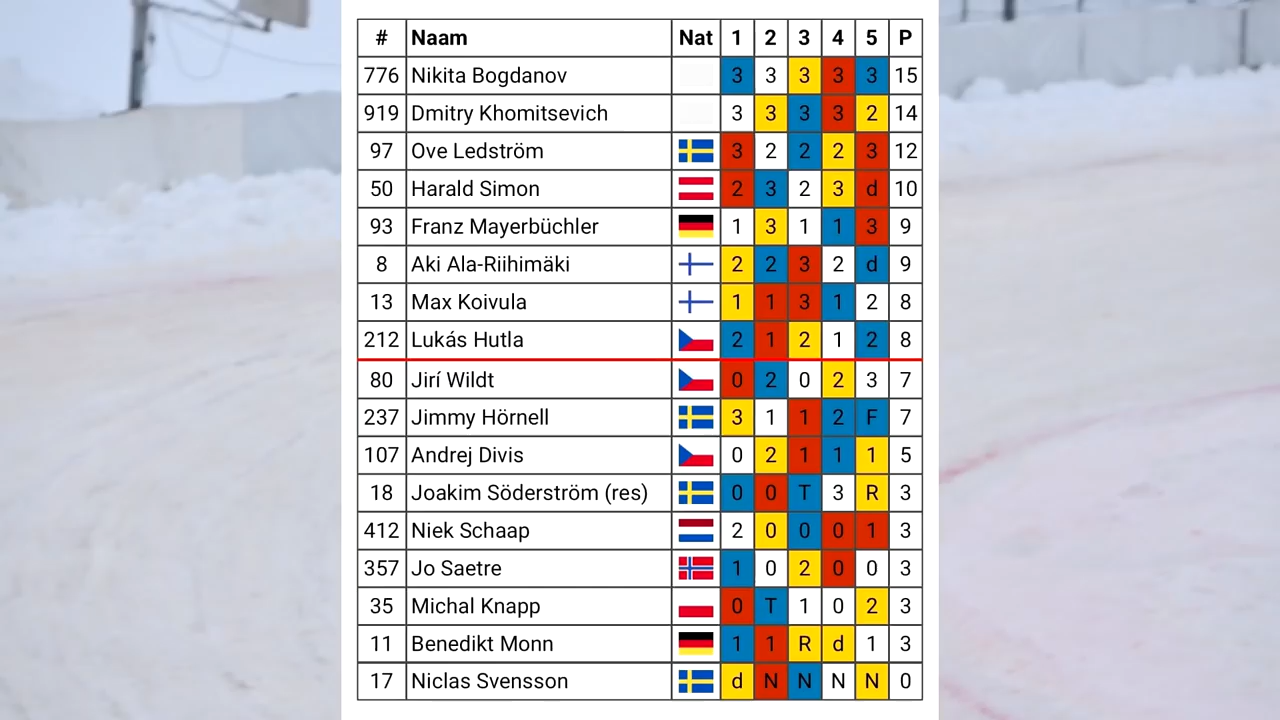 # Naam Nat 1 2 3 4 5 P
776 Nikita Bogdanov 3 3 3 3 3 15
919 Dmitry Khomitsevich 3 3 3 3 2 14
97 Ove Ledström 3 2 2 2 3 12
50 Harald Simon 2 3 2 3 d 10
93 Franz Mayerbüchler 1 3 1 1 3 9
8 Aki Ala-Riihimäki 2 2 3 2 d 9
13 Max Koivula 1 1 3 1 2 8
212 Lukás Hutla 2 1 2 1 2 8
80 Jirí Wildt 0 2 0 2 3 7
237 Jimmy Hörnell 3 1 1 2 F 7
107 Andrej Divis 0 2 1 1 1 5
18 Joakim Söderström (res) 0 0 T 3 R 3
412 Niek Schaap 2 0 0 0 1 3
357 Jo Saetre 1 0 2 0 0 3
35 Michal Knapp 0 T 1 0 2 3
11 Benedikt Monn 1 1 R d 1 3
17 Niclas Svensson d N N N N 0